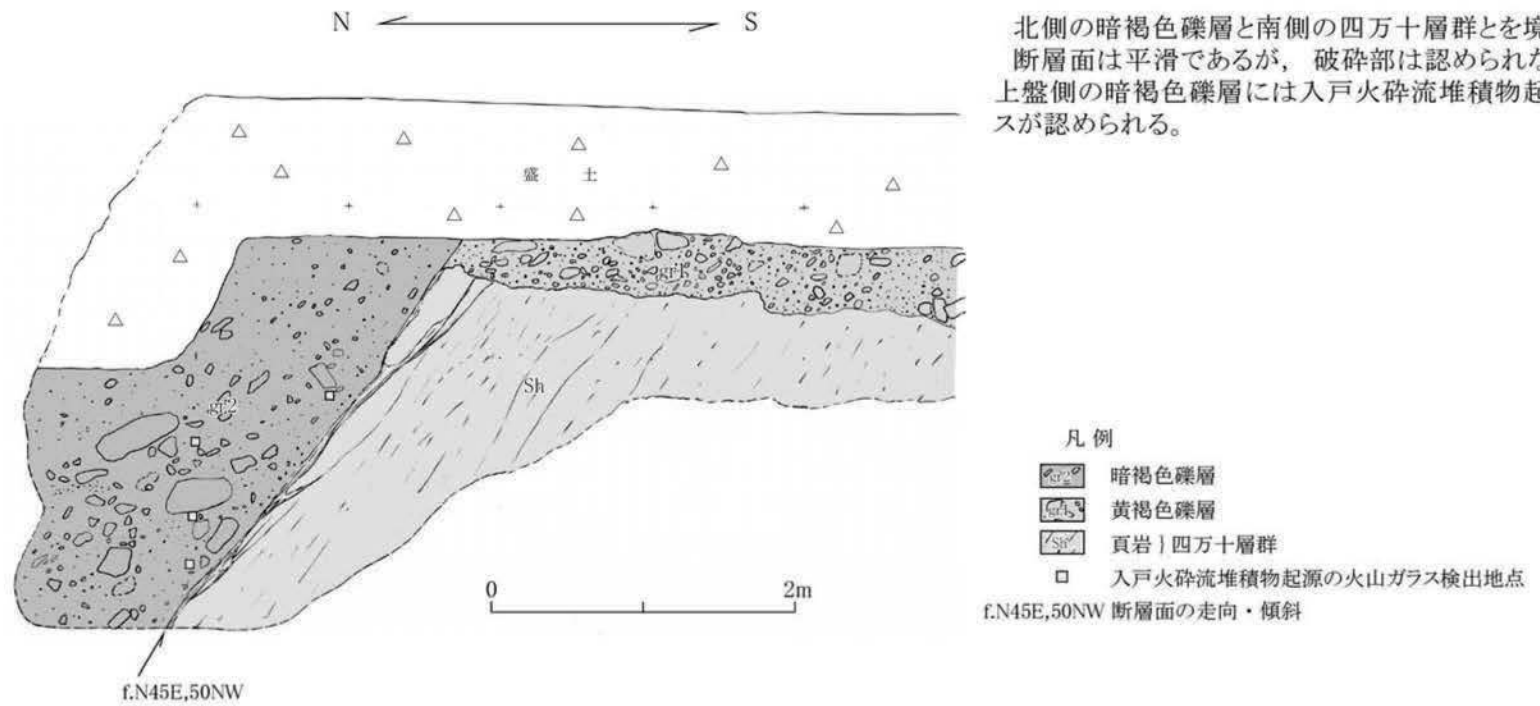 N S
北側の暗褐色礫層と南側の四万十層群とを境
断層面は平滑であるが, 破砕部は認められな
上盤側の暗褐色礫層には入戸火砕流堆積物起
スが認められる。
盛 土
gr1
gr2
Sh
0 2m
f.N45E,50NW
凡 例
gr2 暗褐色礫層
gr1 黄褐色礫層
Sh 頁岩 } 四万十層群
入戸火砕流堆積物起源の火山ガラス検出地点
f.N45E,50NW 断層面の走向・傾斜